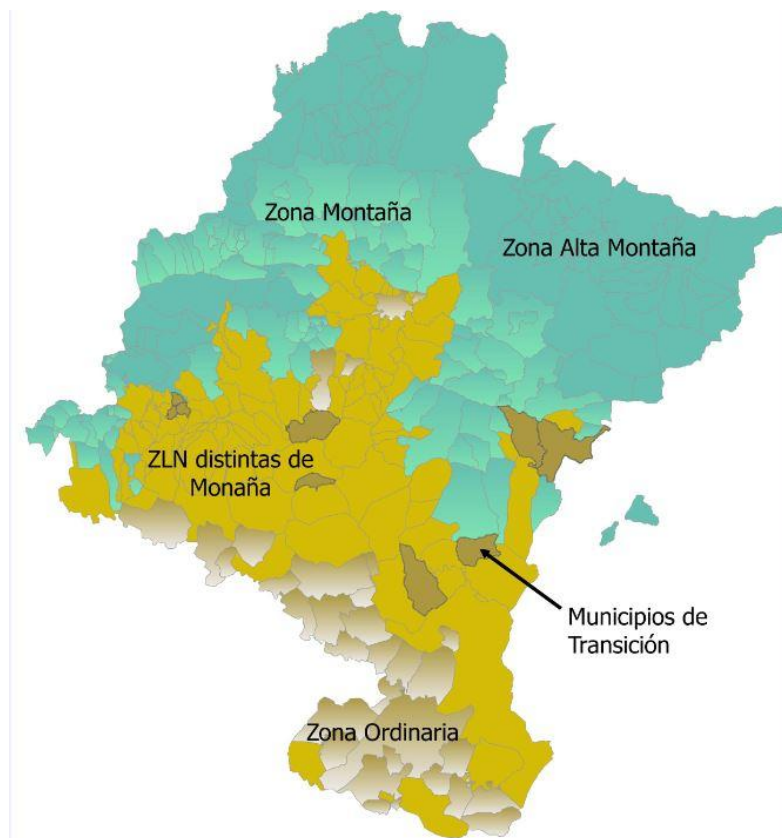 Zona Montaña
Zona Alta Montaña
ZLN distintas de
Monaña
Municipios de
Transición
Zona Ordinaria